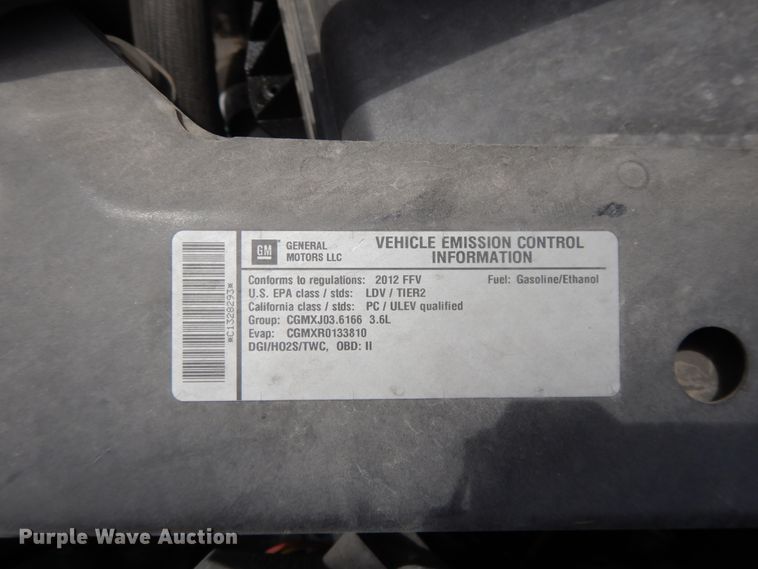 *C1328293*
GM GENERAL MOTORS LLC
VEHICLE EMISSION CONTROL
INFORMATION
Conforms to regulations: 2012 FFV Fuel: Gasoline/Ethanol
U.S. EPA class / stds: LDV / TIER2
California class / stds: PC / ULEV qualified
Group: CGMXJ03.6166 3.6L
Evap: CGMXR0133810
DGI/HO2S/TWC, OBD: II
Purple Wave Auction